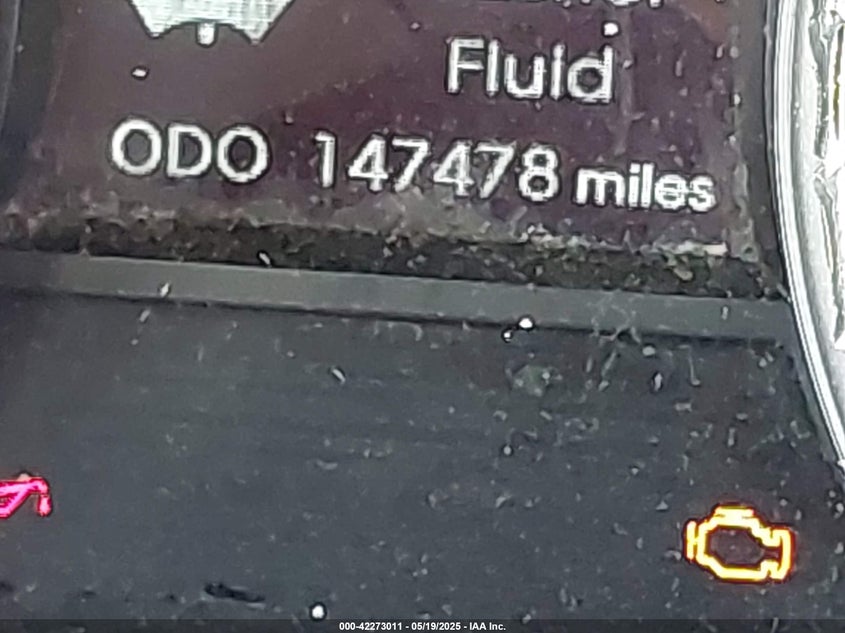 Fluid
ODO 147478 miles
000-42273011 - 05/19/2025 - IAA Inc.